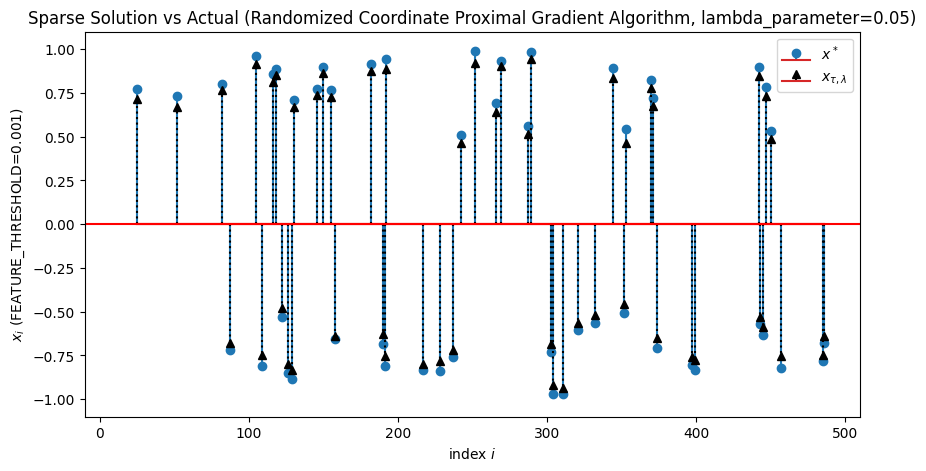 Sparse Solution vs Actual (Randomized Coordinate Proximal Gradient Algorithm, lambda_parameter=0.05)
x*
x_{τ,λ}
x_i (FEATURE_THRESHOLD=0.001)
1.00
0.75
0.50
0.25
0.00
−0.25
−0.50
−0.75
−1.00
0 100 200 300 400 500
index i